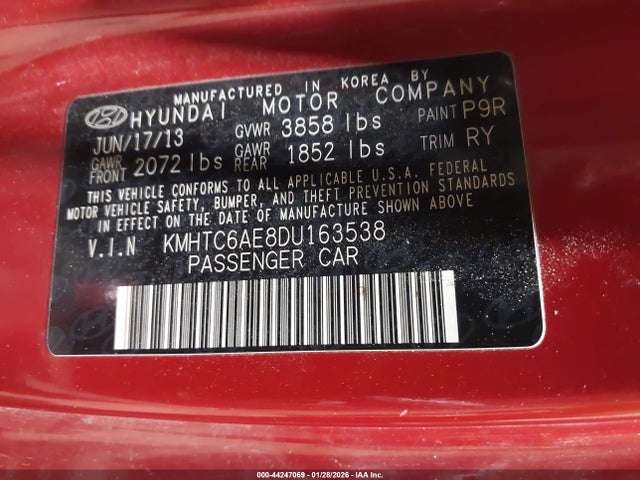 MANUFACTURED IN KOREA BY
HYUNDAI MOTOR COMPANY
JUN/17/13 GVWR 3858 lbs PAINT P9R
GAWR FRONT 2072 lbs GAWR REAR 1852 lbs TRIM RY
THIS VEHICLE CONFORMS TO ALL APPLICABLE U.S.A. FEDERAL
MOTOR VEHICLE SAFETY, BUMPER, AND THEFT PREVENTION STANDARDS
IN EFFECT ON THE DATE OF MANUFACTURE SHOWN ABOVE.
V.I.N KMHTC6AE8DU163538
PASSENGER CAR
000-44247069 - 01/28/2026 - IAA Inc.